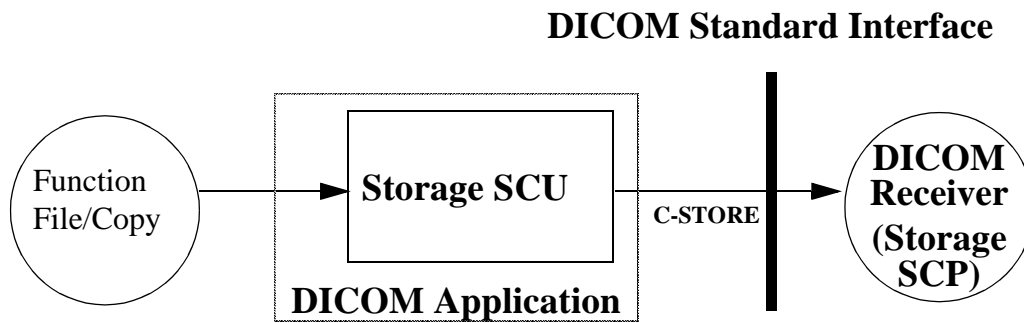 DICOM Standard Interface
Function
File/Copy
Storage SCU
DICOM Application
C-STORE
DICOM
Receiver
(Storage
SCP)